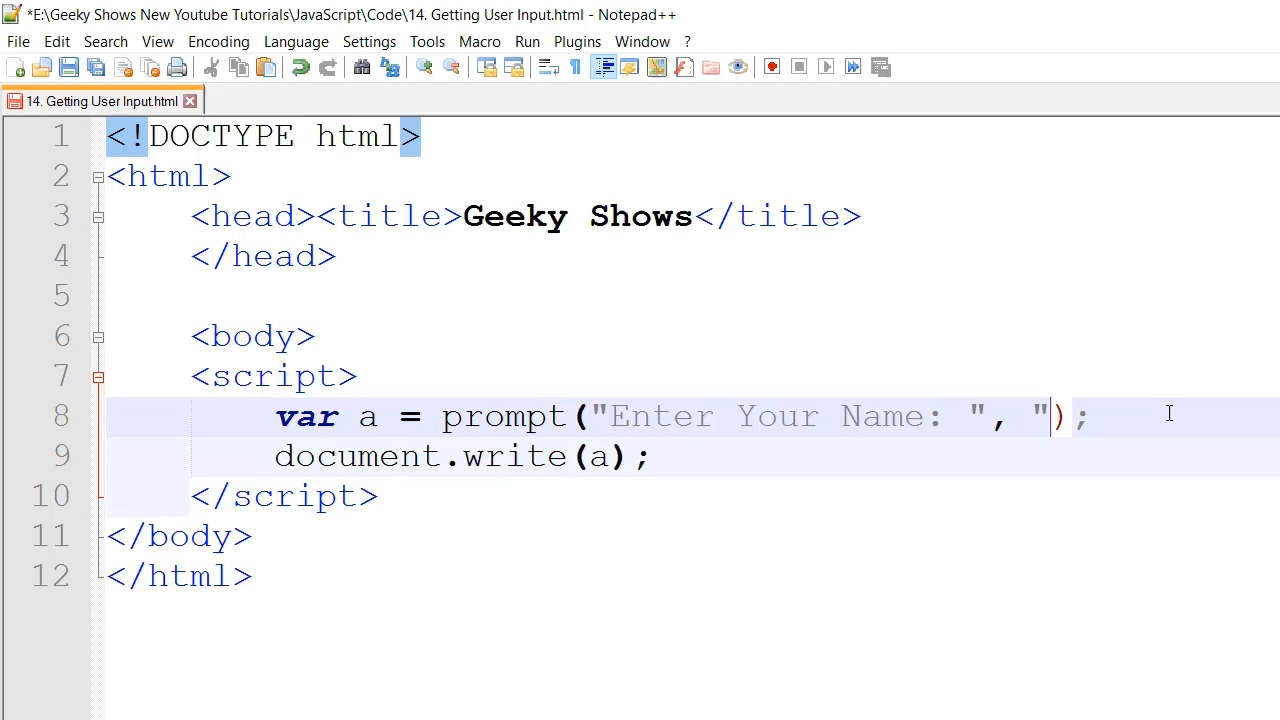 *E:\Geeky Shows New Youtube Tutorials\JavaScript\Code\14. Getting User Input.html - Notepad++
File Edit Search View Encoding Language Settings Tools Macro Run Plugins Window ?
14. Getting User Input.html
1 <!DOCTYPE html>
2 <html>
3 <head><title>Geeky Shows</title>
4 </head>
5
6 <body>
7 <script>
8 var a = prompt("Enter Your Name: ", ");
9 document.write(a);
10 </script>
11 </body>
12 </html>